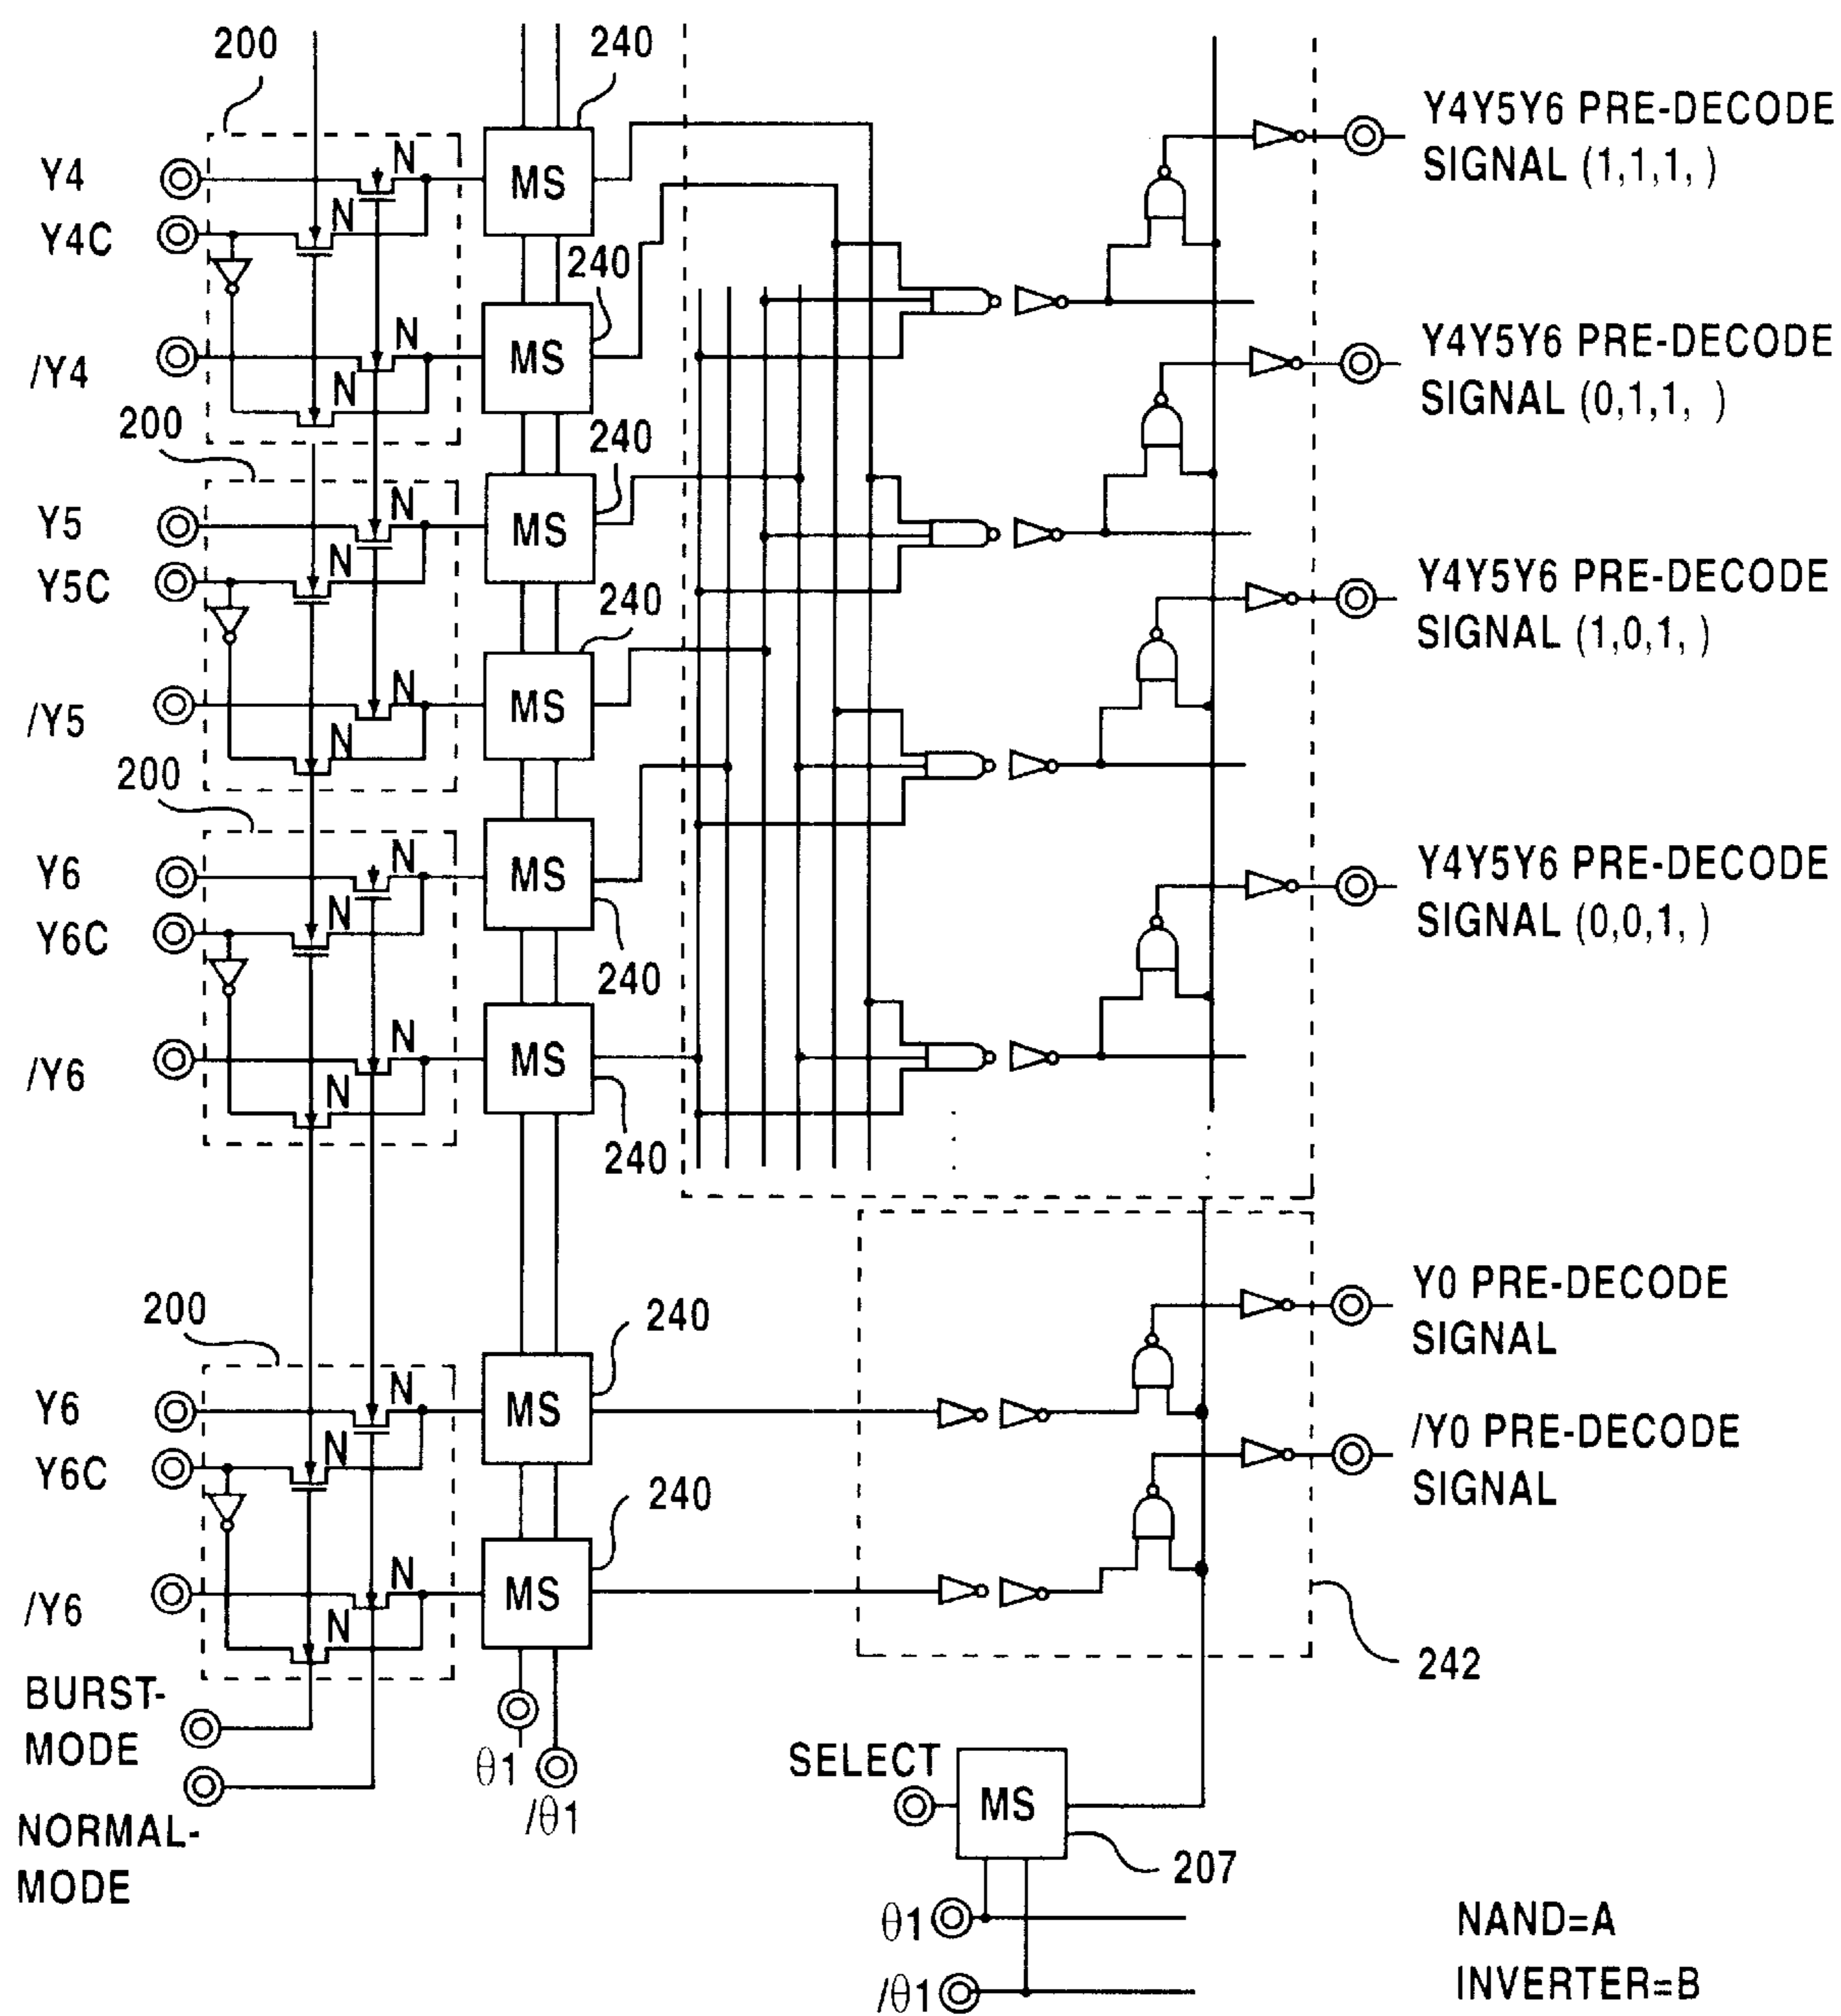 200
240
Y4Y5Y6 PRE-DECODE
SIGNAL (1,1,1, )
Y4
N
MS
Y4C
N
240
/Y4
N
MS
N
Y4Y5Y6 PRE-DECODE
SIGNAL (0,1,1, )
200
240
Y5
N
MS
Y5C
N
240
Y4Y5Y6 PRE-DECODE
SIGNAL (1,0,1, )
/Y5
N
MS
N
200
Y6
N
MS
Y6C
N
240
Y4Y5Y6 PRE-DECODE
SIGNAL (0,0,1, )
/Y6
N
MS
N
240
200
240
Y0 PRE-DECODE
SIGNAL
Y6
N
MS
Y6C
N
240
/Y0 PRE-DECODE
SIGNAL
/Y6
N
MS
N
242
BURST-
MODE
θ1
/θ1
NORMAL-
MODE
SELECT
MS
207
θ1
/θ1
NAND=A
INVERTER=B